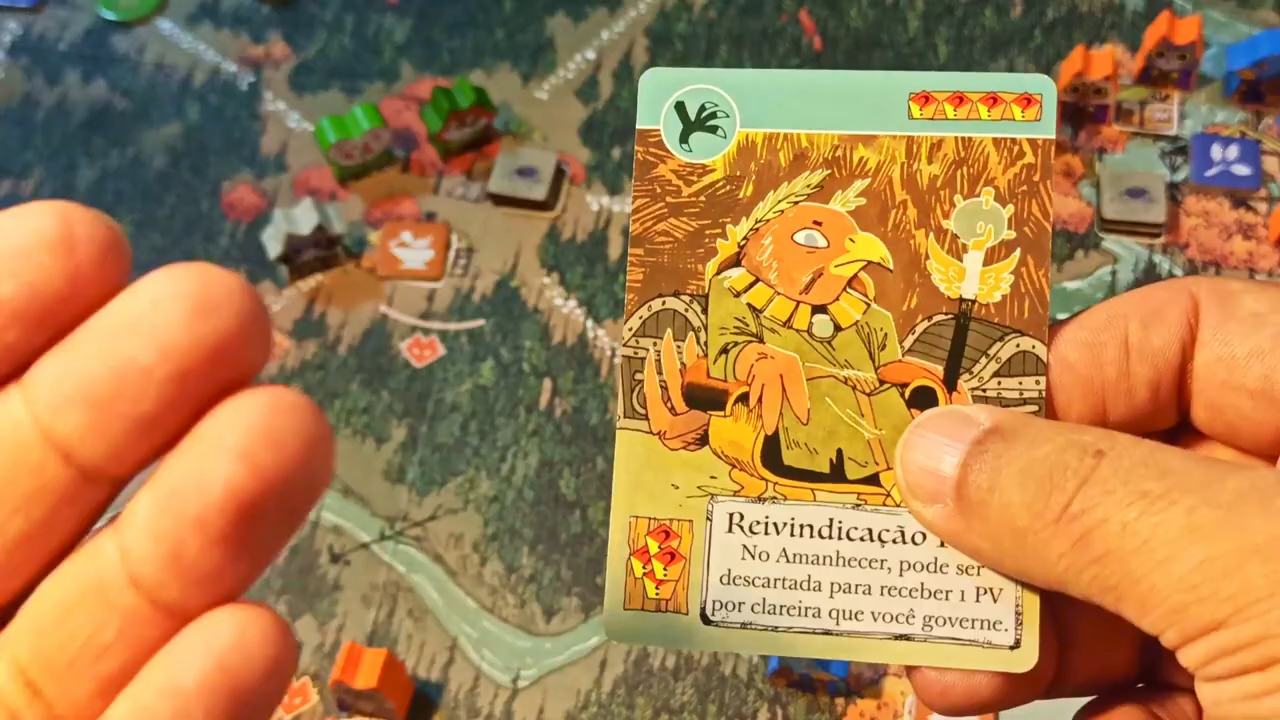 Reivindicação
No Amanhecer, pode ser
descartada para receber 1 PV
por clareira que você governe.